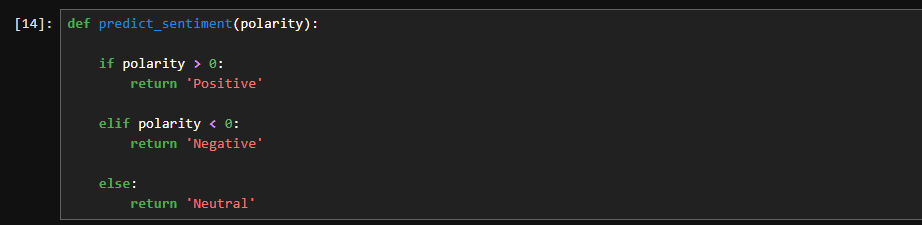 [14]: def predict_sentiment(polarity):
if polarity > 0:
return 'Positive'
elif polarity < 0:
return 'Negative'
else:
return 'Neutral'